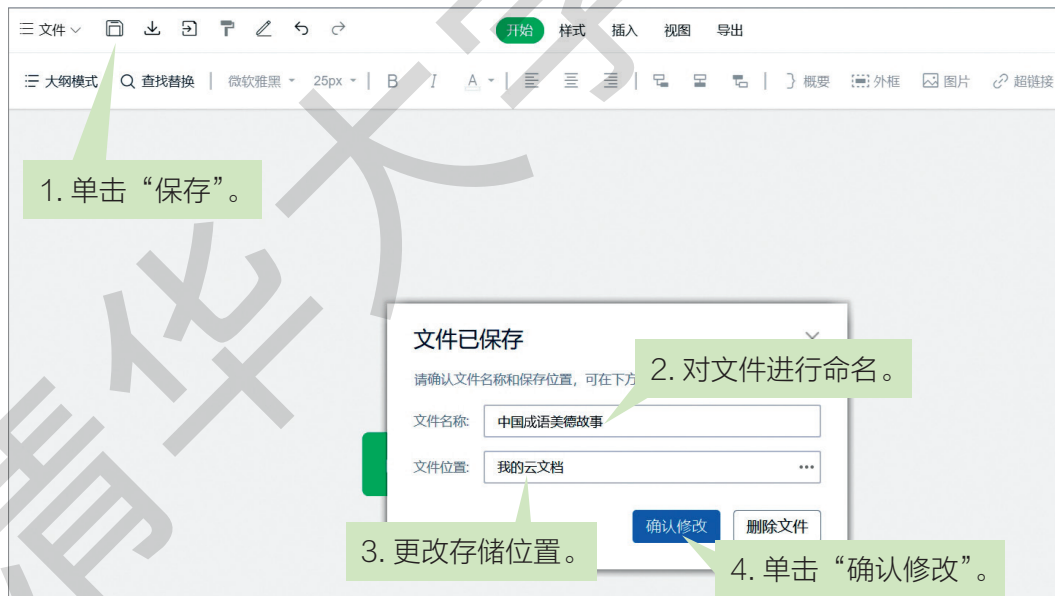 文件 开始 样式 插入 视图 导出
大纲模式 查找替换 微软雅黑 25px B I A 概要 外框 图片 超链接
1. 单击“保存”。
文件已保存
2. 对文件进行命名。
请确认文件名称和保存位置，可在下方
文件名称: 中国成语美德故事
文件位置: 我的云文档 •••
确认修改 删除文件
3. 更改存储位置。
4. 单击“确认修改”。
清华大学